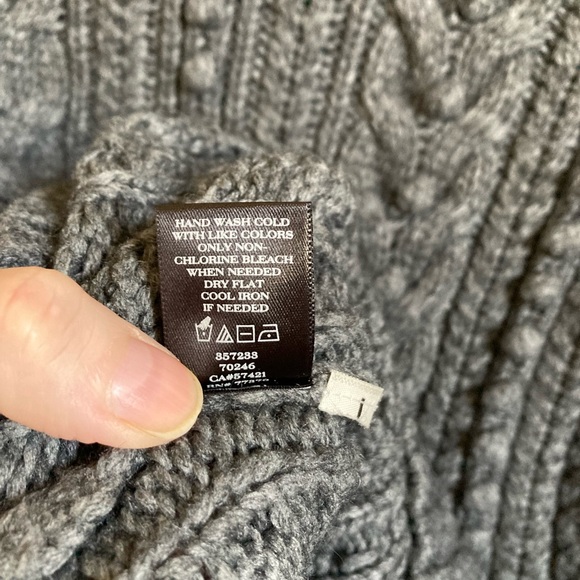 HAND WASH COLD
WITH LIKE COLORS
ONLY NON-
CHLORINE BLEACH
WHEN NEEDED
DRY FLAT
COOL IRON
IF NEEDED
357233
70246
CA#57421
i